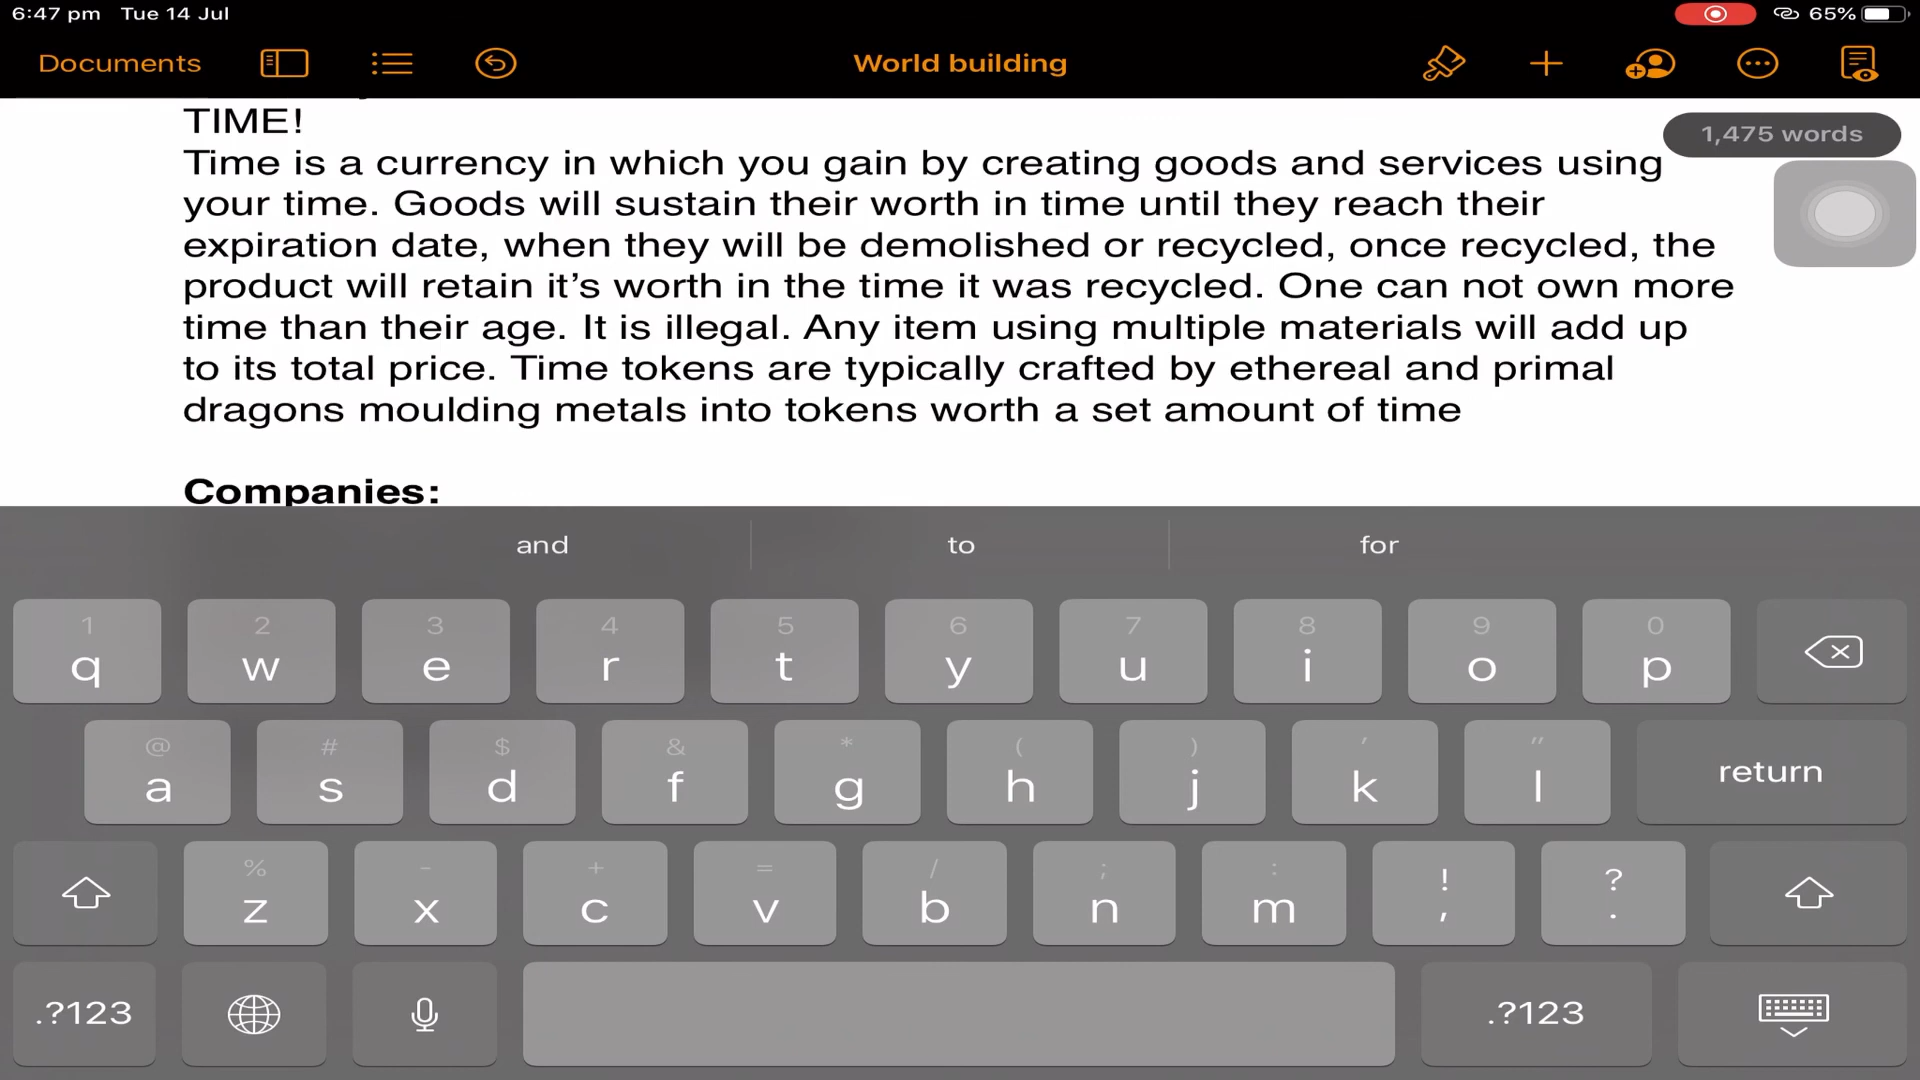 6:47 pm Tue 14 Jul 65%
Documents World building
TIME!
1,475 words
Time is a currency in which you gain by creating goods and services using
your time. Goods will sustain their worth in time until they reach their
expiration date, when they will be demolished or recycled, once recycled, the
product will retain it’s worth in the time it was recycled. One can not own more
time than their age. It is illegal. Any item using multiple materials will add up
to its total price. Time tokens are typically crafted by ethereal and primal
dragons moulding metals into tokens worth a set amount of time
Companies:
and to for
1 2 3 4 5 6 7 8 9 0
q w e r t y u i o p
@ # $ & * ( ) ' "
a s d f g h j k l return
% - + = / ; : ! ?
z x c v b n m , .
.?123 .?123